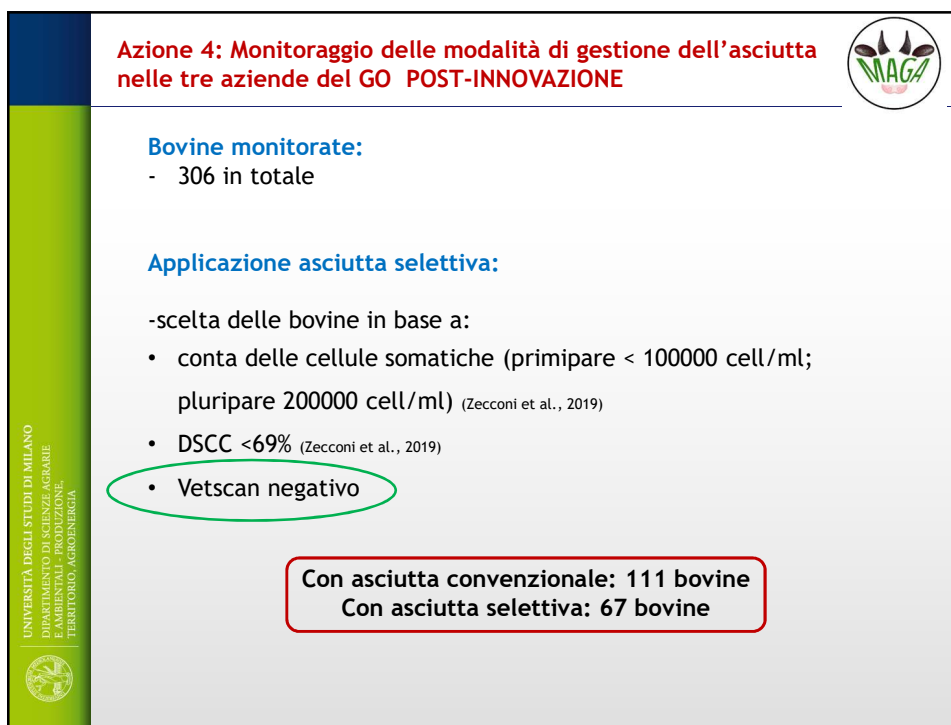 Azione 4: Monitoraggio delle modalità di gestione dell'asciutta
nelle tre aziende del GO  POST-INNOVAZIONE
MAGA
Bovine monitorate:
- 306 in totale
Applicazione asciutta selettiva:
-scelta delle bovine in base a:
• conta delle cellule somatiche (primipare < 100000 cell/ml;
pluripare 200000 cell/ml) (Zecconi et al., 2019)
• DSCC <69% (Zecconi et al., 2019)
• Vetscan negativo
Con asciutta convenzionale: 111 bovine
Con asciutta selettiva: 67 bovine
UNIVERSITÀ DEGLI STUDI DI MILANO
DIPARTIMENTO DI SCIENZE AGRARIE
E AMBIENTALI - PRODUZIONE,
TERRITORIO, AGROENERGIA